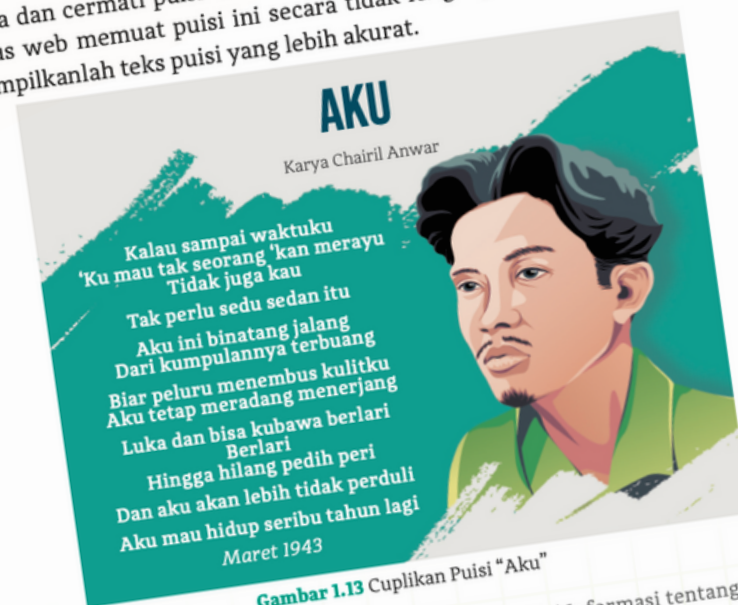 a dan cermati
web memuat puisi ini secara tidak
mpilkanlah teks puisi yang lebih akurat.
AKU
Karya Chairil Anwar
Kalau sampai waktuku
‘Ku mau tak seorang ‘kan merayu
Tidak juga kau
Tak perlu sedu sedan itu
Aku ini binatang jalang
Dari kumpulannya terbuang
Biar peluru menembus kulitku
Aku tetap meradang menerjang
Luka dan bisa kubawa berlari
Berlari
Hingga hilang pedih peri
Dan aku akan lebih tidak perduli
Aku mau hidup seribu tahun lagi
Maret 1943
Gambar 1.13 Cuplikan Puisi “Aku”
formasi tentang